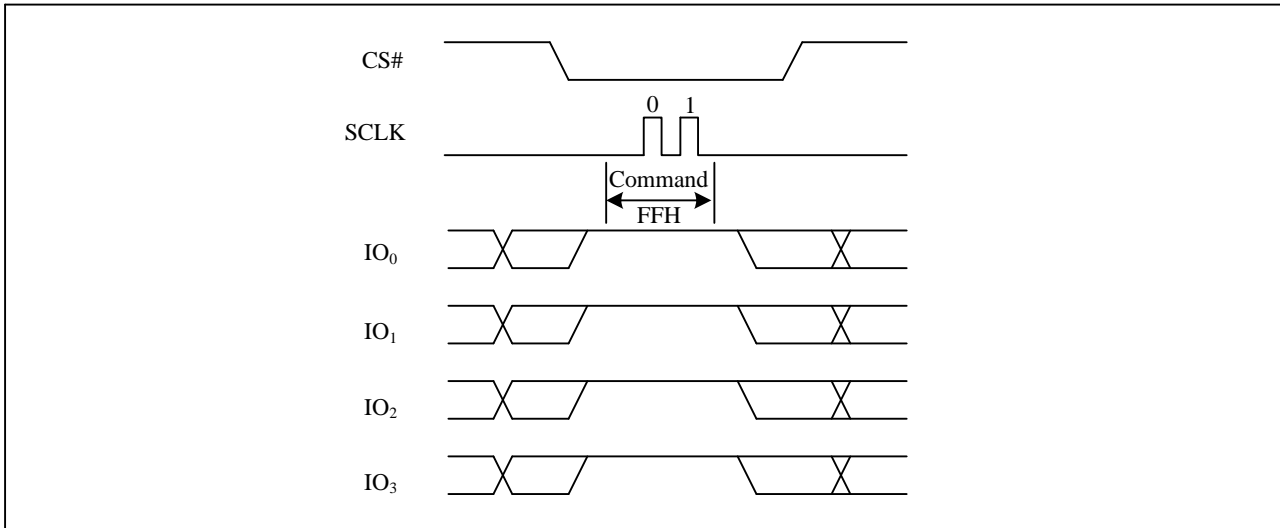 CS#
0 1
SCLK
Command
FFH
IO₀
IO₁
IO₂
IO₃